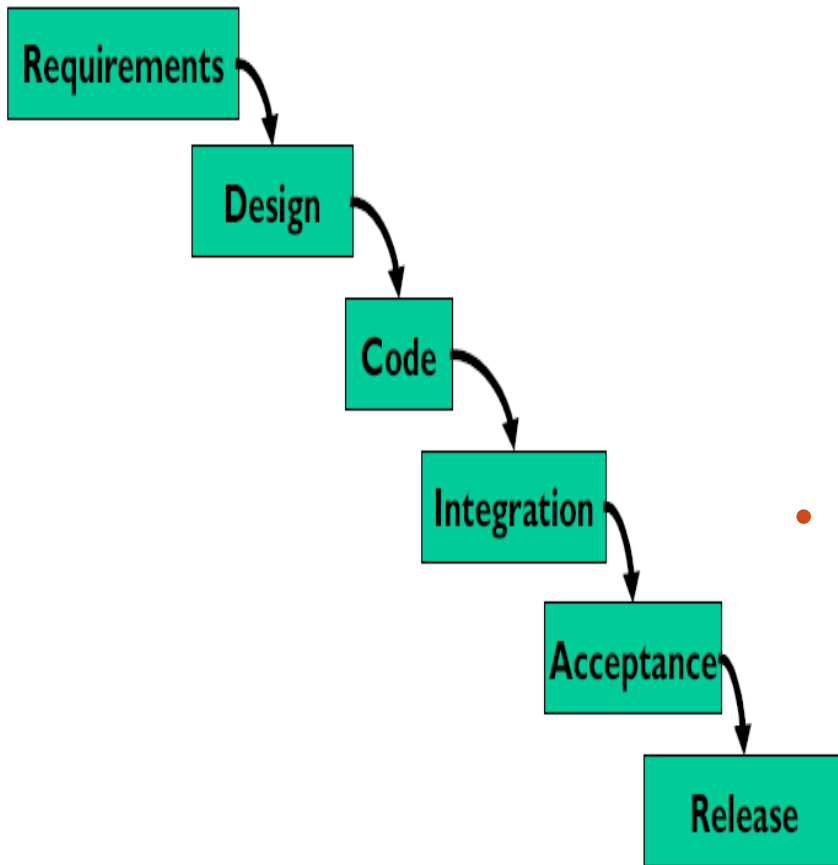 Requirements
Design
Code
Integration
Acceptance
Release